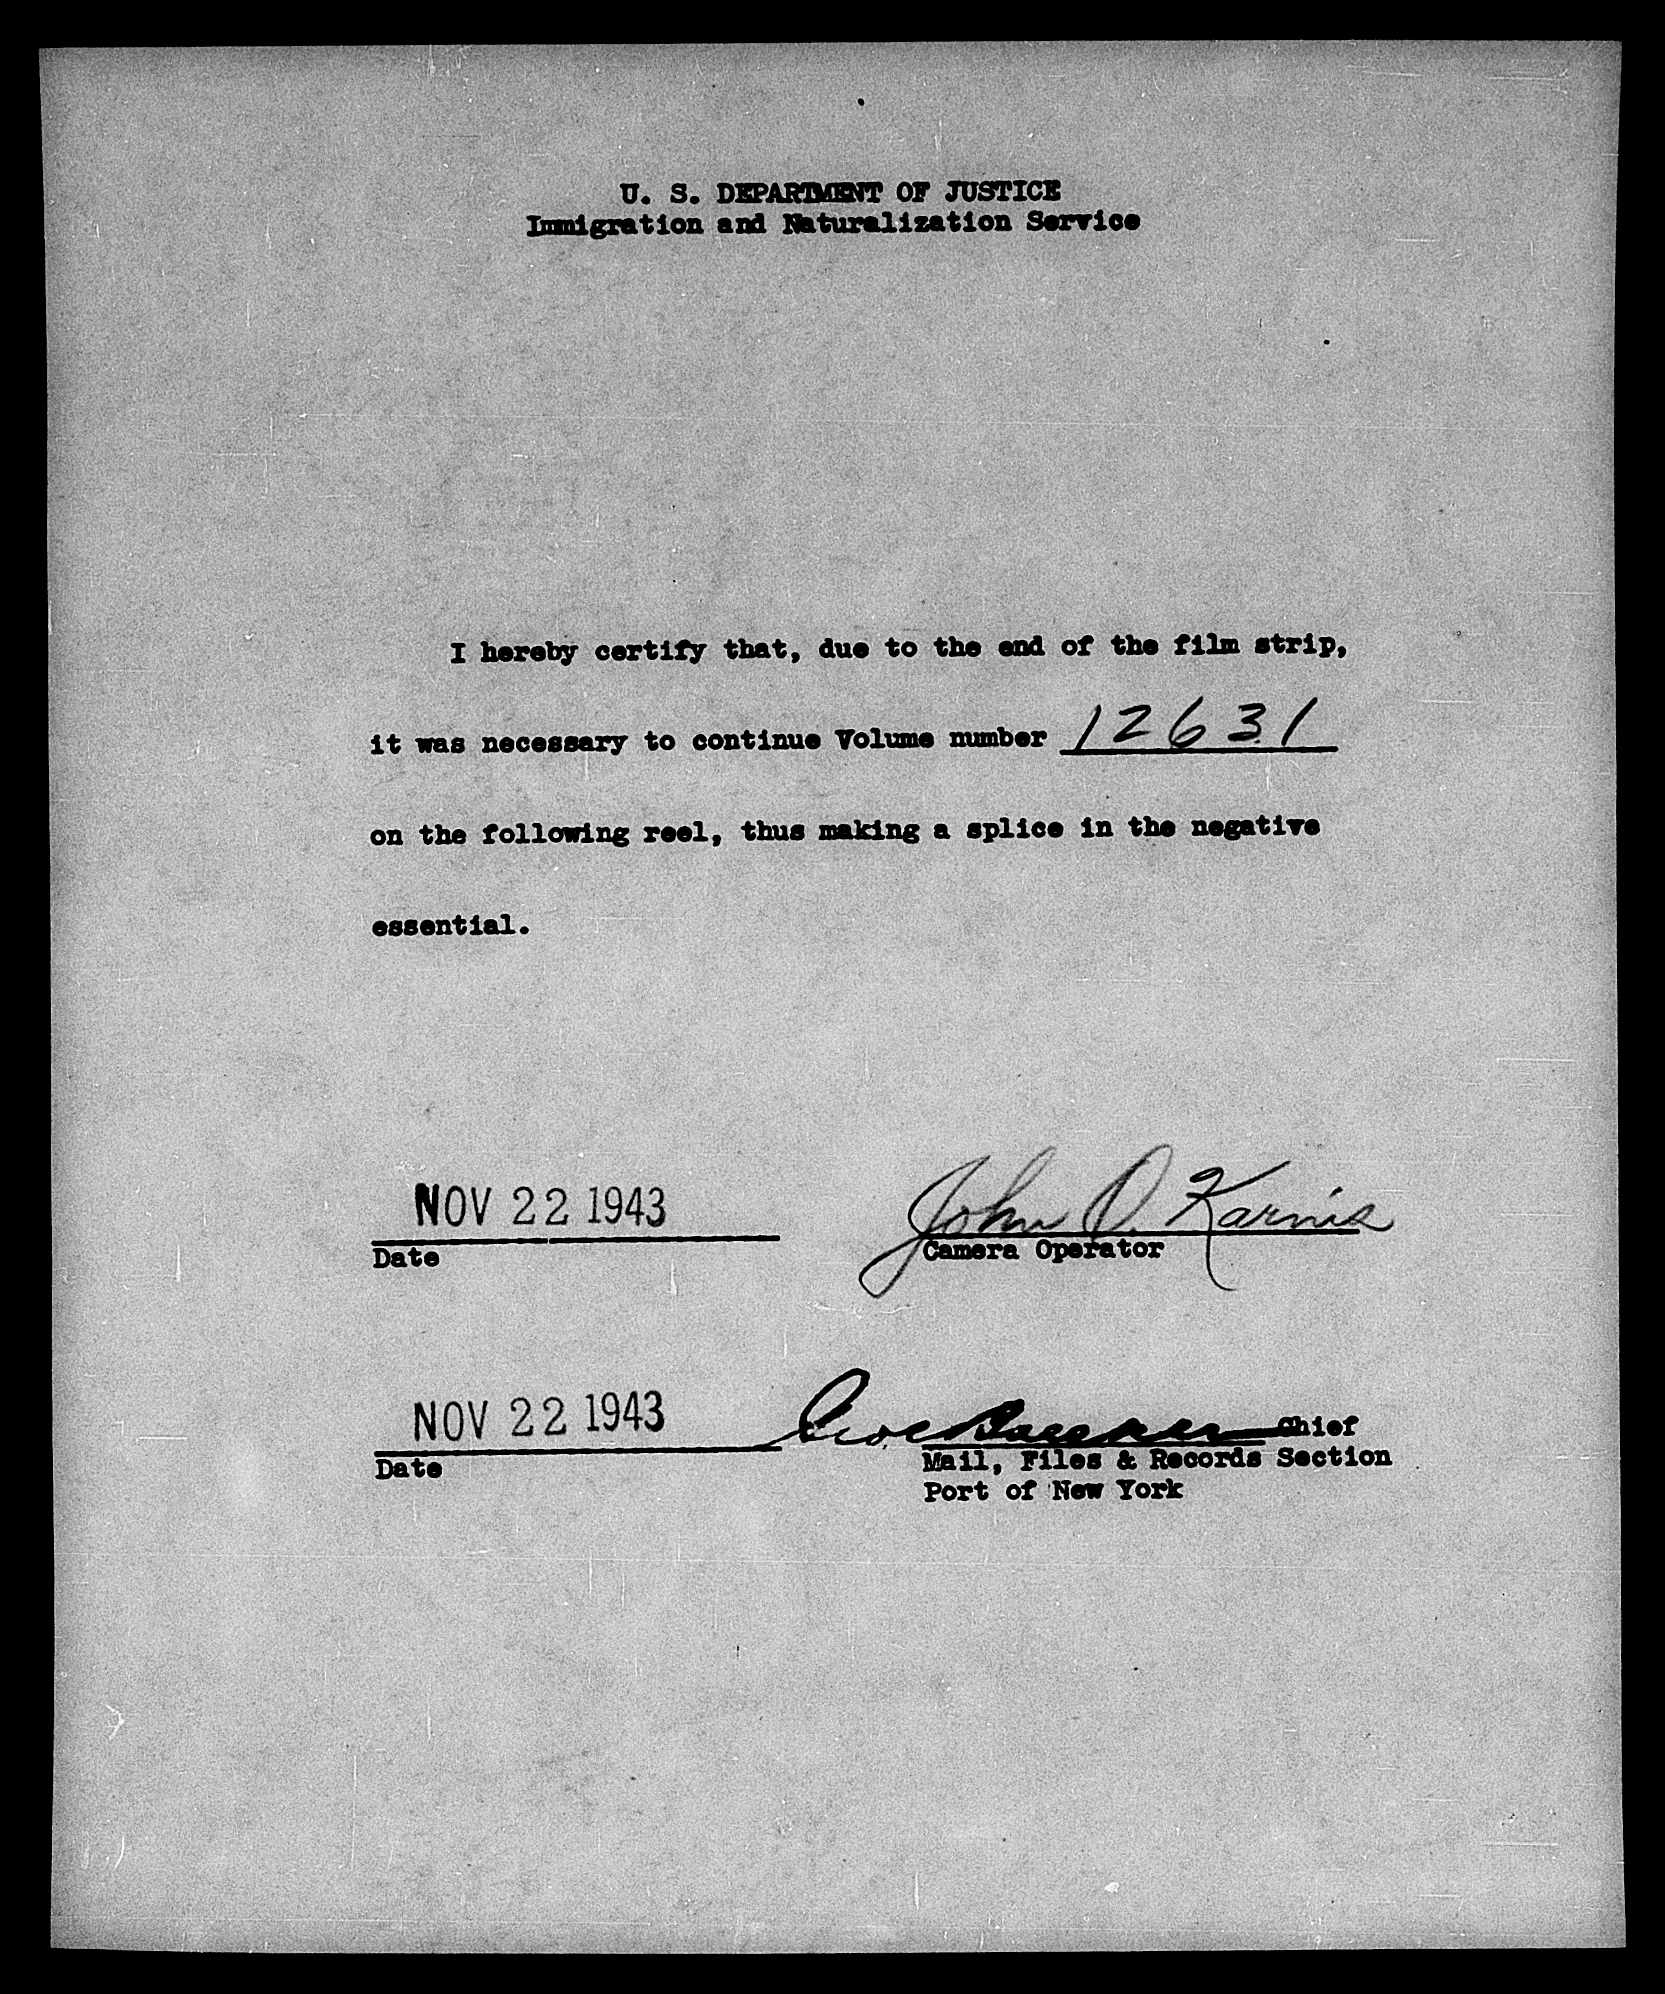 U. S. DEPARTMENT OF JUSTICE
Immigration and Naturalization Service
I hereby certify that, due to the end of the film strip,
it was necessary to continue Volume number 12631
on the following reel, thus making a splice in the negative
essential.
NOV 22 1943 John O. Karnis
Date Camera Operator
NOV 22 1943 Chief
Date Mail, Files & Records Section
Port of New York